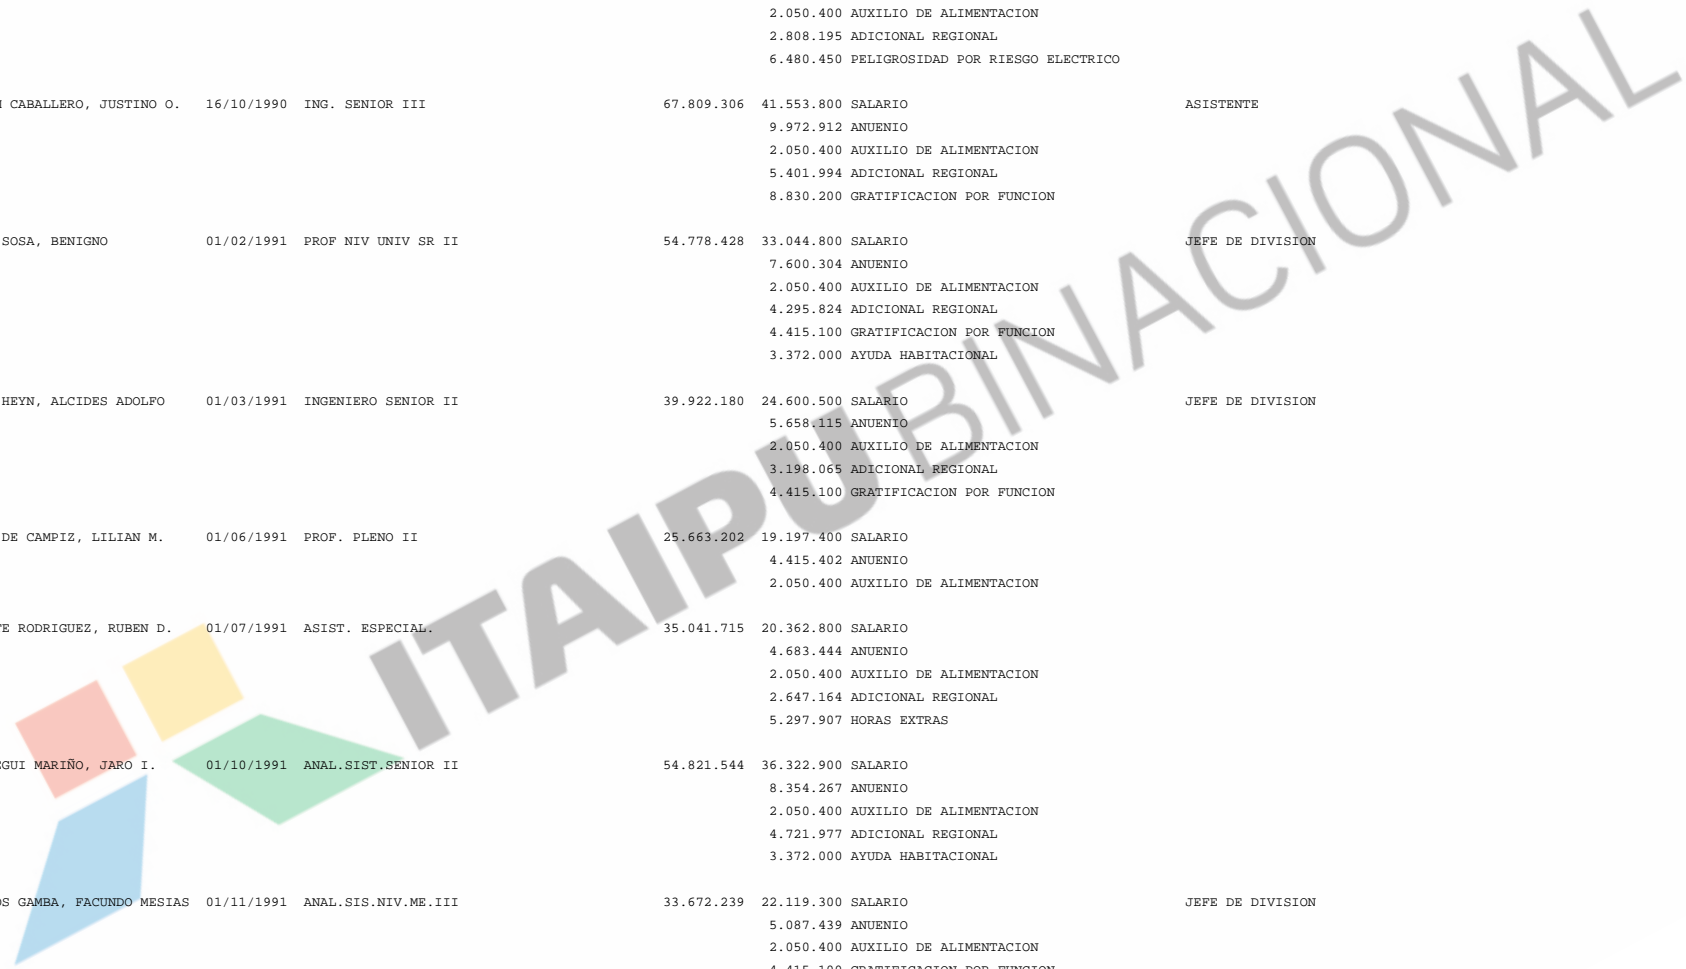 2.050.400 AUXILIO DE ALIMENTACION
2.808.195 ADICIONAL REGIONAL
6.480.450 PELIGROSIDAD POR RIESGO ELECTRICO
CABALLERO, JUSTINO O. 16/10/1990 ING. SENIOR III 67.809.306 41.553.800 SALARIO ASISTENTE
9.972.912 ANUENIO
2.050.400 AUXILIO DE ALIMENTACION
5.401.994 ADICIONAL REGIONAL
8.830.200 GRATIFICACION POR FUNCION
SOSA, BENIGNO 01/02/1991 PROF NIV UNIV SR II 54.778.428 33.044.800 SALARIO JEFE DE DIVISION
7.600.304 ANUENIO
2.050.400 AUXILIO DE ALIMENTACION
4.295.824 ADICIONAL REGIONAL
4.415.100 GRATIFICACION POR FUNCION
3.372.000 AYUDA HABITACIONAL
HEYN, ALCIDES ADOLFO 01/03/1991 INGENIERO SENIOR II 39.922.180 24.600.500 SALARIO JEFE DE DIVISION
5.658.115 ANUENIO
2.050.400 AUXILIO DE ALIMENTACION
3.198.065 ADICIONAL REGIONAL
4.415.100 GRATIFICACION POR FUNCION
DE CAMPIZ, LILIAN M. 01/06/1991 PROF. PLENO II 25.663.202 19.197.400 SALARIO
4.415.402 ANUENIO
2.050.400 AUXILIO DE ALIMENTACION
TE RODRIGUEZ, RUBEN D. 01/07/1991 ASIST. ESPECIAL. 35.041.715 20.362.800 SALARIO
4.683.444 ANUENIO
2.050.400 AUXILIO DE ALIMENTACION
2.647.164 ADICIONAL REGIONAL
5.297.907 HORAS EXTRAS
EGUI MARIÑO, JARO I. 01/10/1991 ANAL.SIST.SENIOR II 54.821.544 36.322.900 SALARIO
8.354.267 ANUENIO
2.050.400 AUXILIO DE ALIMENTACION
4.721.977 ADICIONAL REGIONAL
3.372.000 AYUDA HABITACIONAL
OS GAMBA, FACUNDO MESIAS 01/11/1991 ANAL.SIS.NIV.ME.III 33.672.239 22.119.300 SALARIO JEFE DE DIVISION
5.087.439 ANUENIO
2.050.400 AUXILIO DE ALIMENTACION
4.415.100 GRATIFICACION POR FUNCION
ITAIPU BINACIONAL